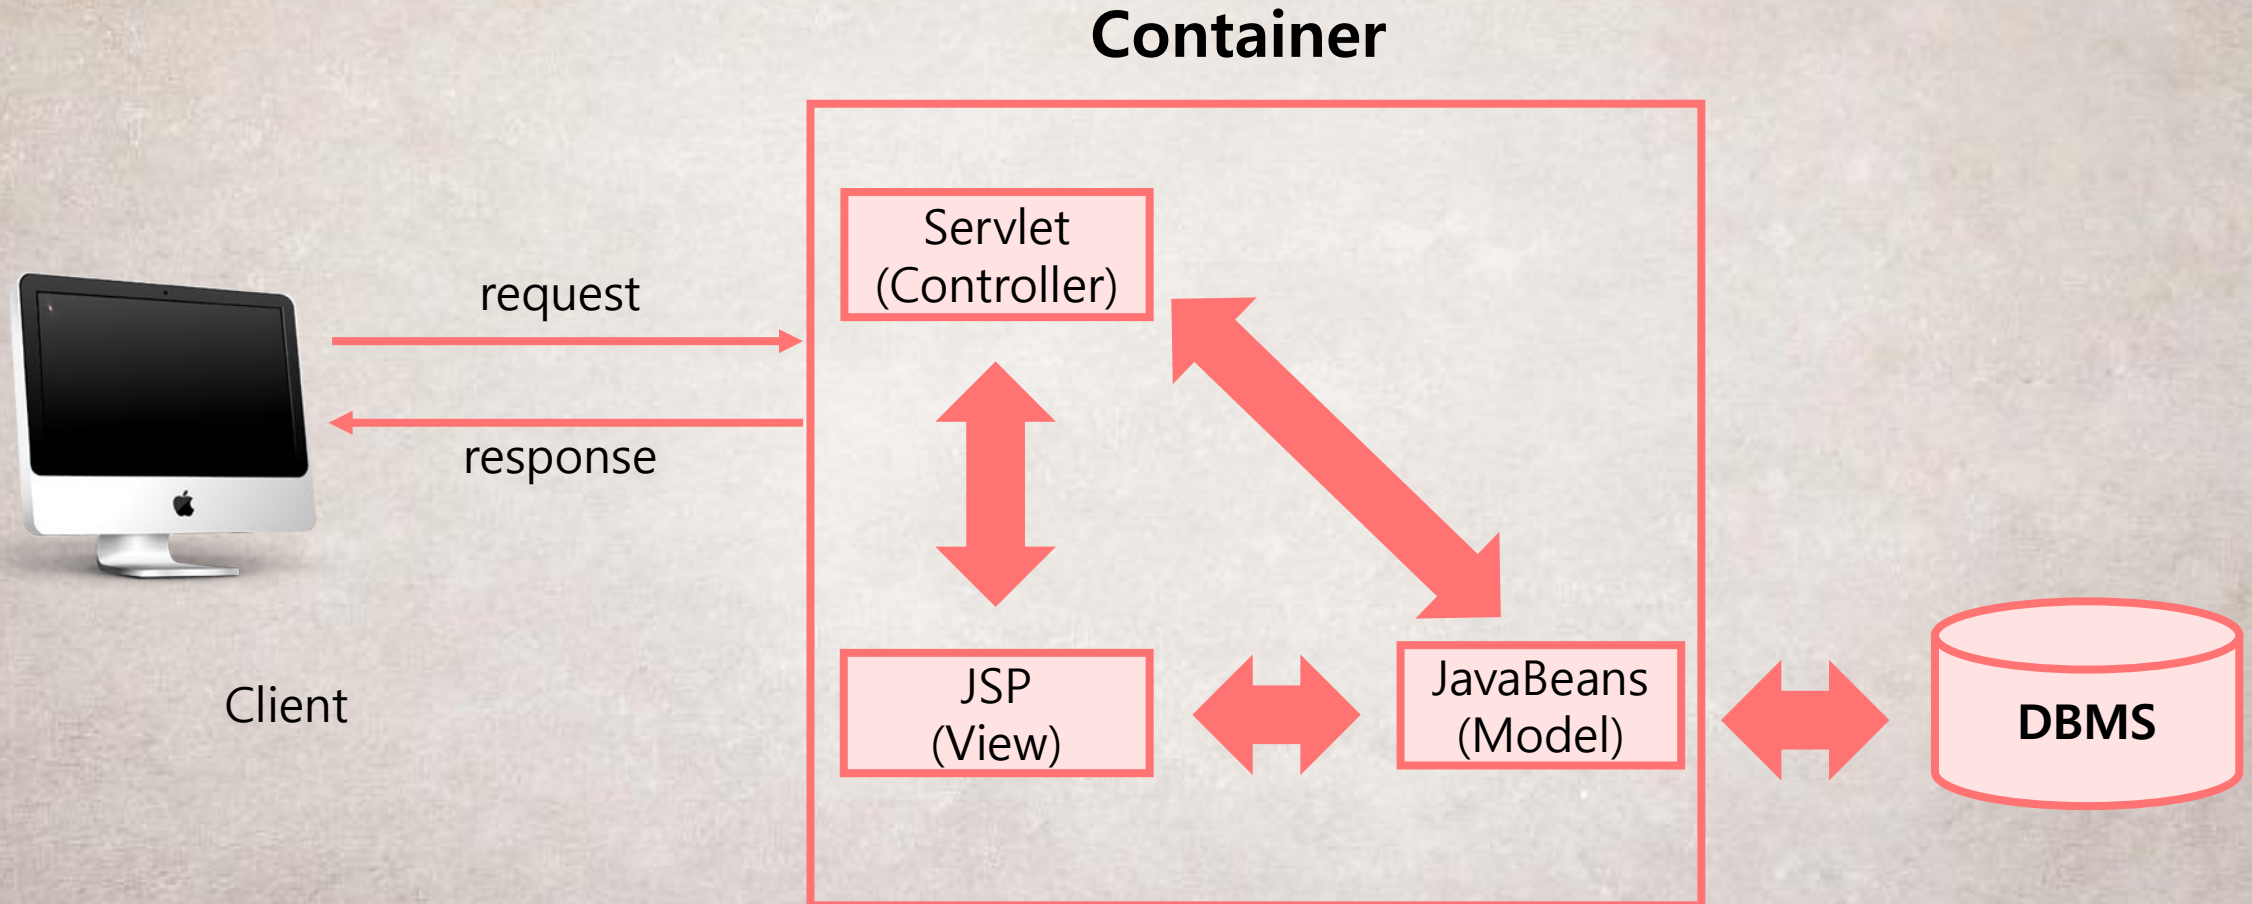 Container
Servlet
(Controller)
request
response
Client
JSP
(View)
JavaBeans
(Model)
DBMS